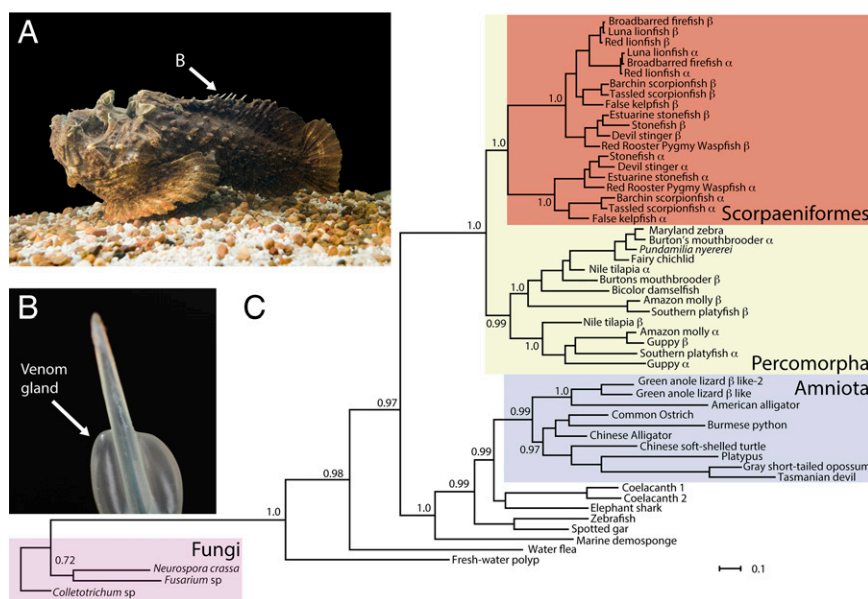 A
B
B
Venom
gland
C
Broadbarred firefish β
Luna lionfish β
Red lionfish β
Luna lionfish α
Broadbarred firefish α
Red lionfish α
Barchin scorpionfish β
Tassled scorpionfish β
False kelpfish β
Estuarine stonefish β
Stonefish β
Devil stinger β
Red Rooster Pygmy Waspfish β
Stonefish α
Devil stinger α
Estuarine stonefish α
Red Rooster Pygmy Waspfish α
Barchin scorpionfish α
Tassled scorpionfish α
False kelpfish α
Scorpaeniformes
1.0
1.0
1.0
1.0
Maryland zebra
Burton's mouthbrooder α
Pundamilia nyererei
Fairy chichlid
Nile tilapia α
Burtons mouthbrooder β
Bicolor damselfish
Amazon molly β
Southern platyfish β
Nile tilapia β
Amazon molly α
Guppy β
Southern platyfish α
Guppy α
Percomorpha
1.0
0.99
1.0
Amniota
Green anole lizard β like-2
Green anole lizard β like
American alligator
Common Ostrich
Burmese python
Chinese Alligator
Chinese soft-shelled turtle
Platypus
Gray short-tailed opossum
Tasmanian devil
1.0
0.99
0.97
0.97
0.99
0.99
Coelacanth 1
Coelacanth 2
Elephant shark
Zebrafish
Spotted gar
Marine demosponge
Water flea
Fresh-water polyp
0.98
1.0
1.0
Fungi
0.72
Neurospora crassa
Fusarium sp
Colletotrichum sp
0.1